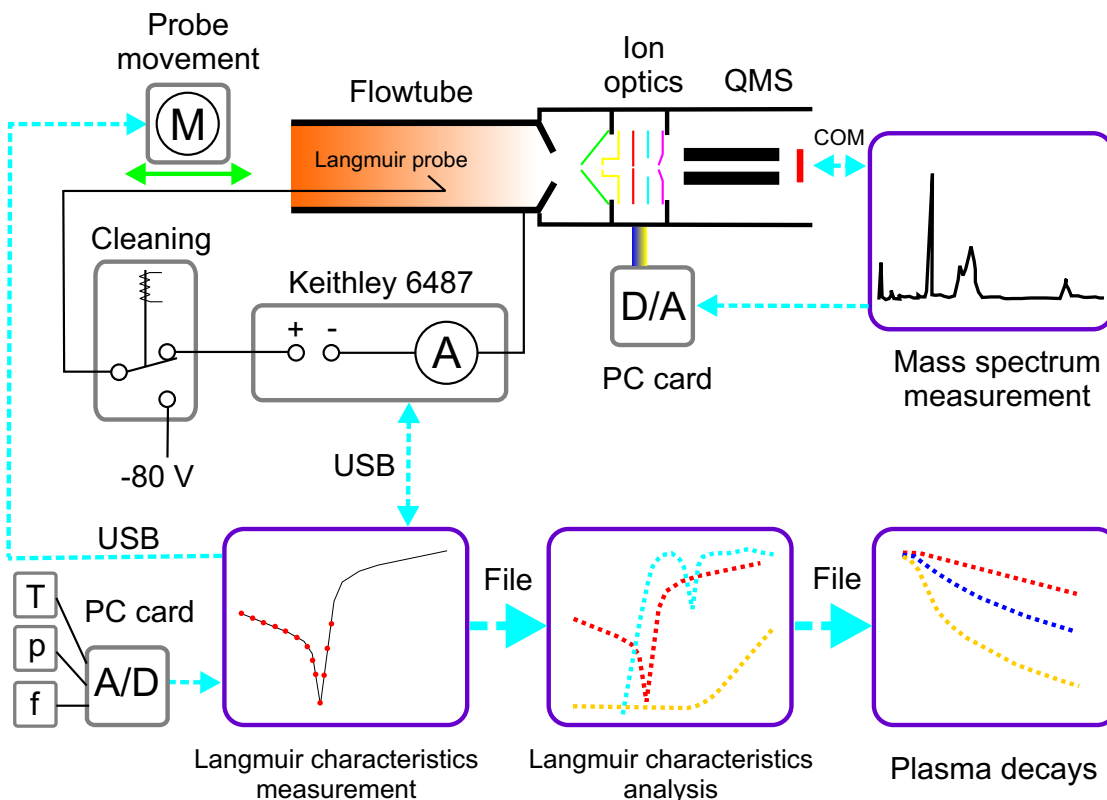 Probe
movement
M
Flowtube
Ion
optics
QMS
COM
Langmuir probe
Cleaning
Keithley 6487
+ -
A
D/A
PC card
Mass spectrum
measurement
-80 V
USB
USB
T
p
f
PC card
A/D
File
File
Langmuir characteristics
measurement
Langmuir characteristics
analysis
Plasma decays